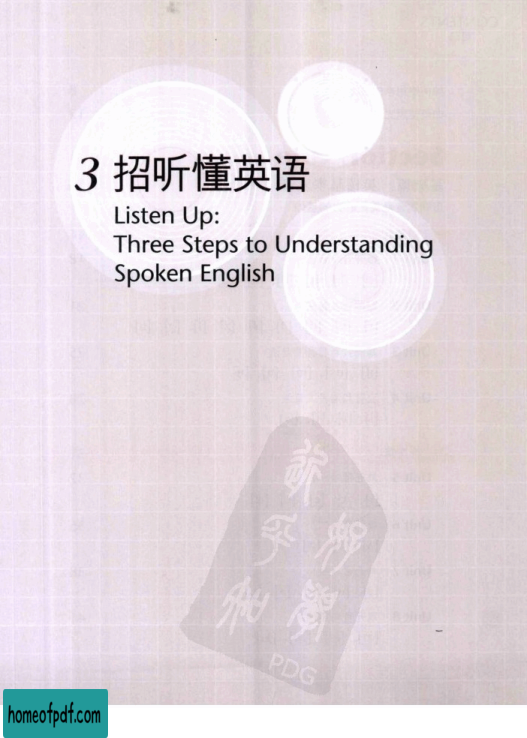 3 招听懂英语
Listen Up:
Three Steps to Understanding
Spoken English
PDG
homeofpdf.com